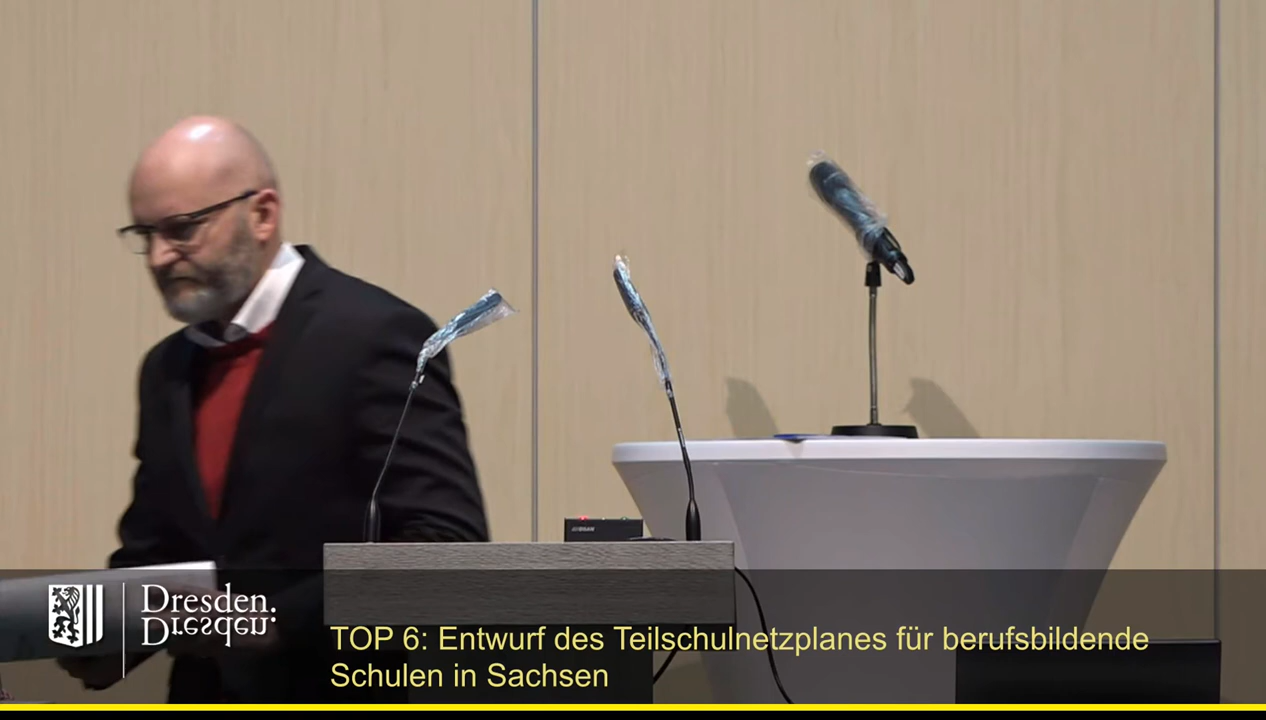 Dresden.
Dresden.
TOP 6: Entwurf des Teilschulnetzplanes für berufsbildende
Schulen in Sachsen